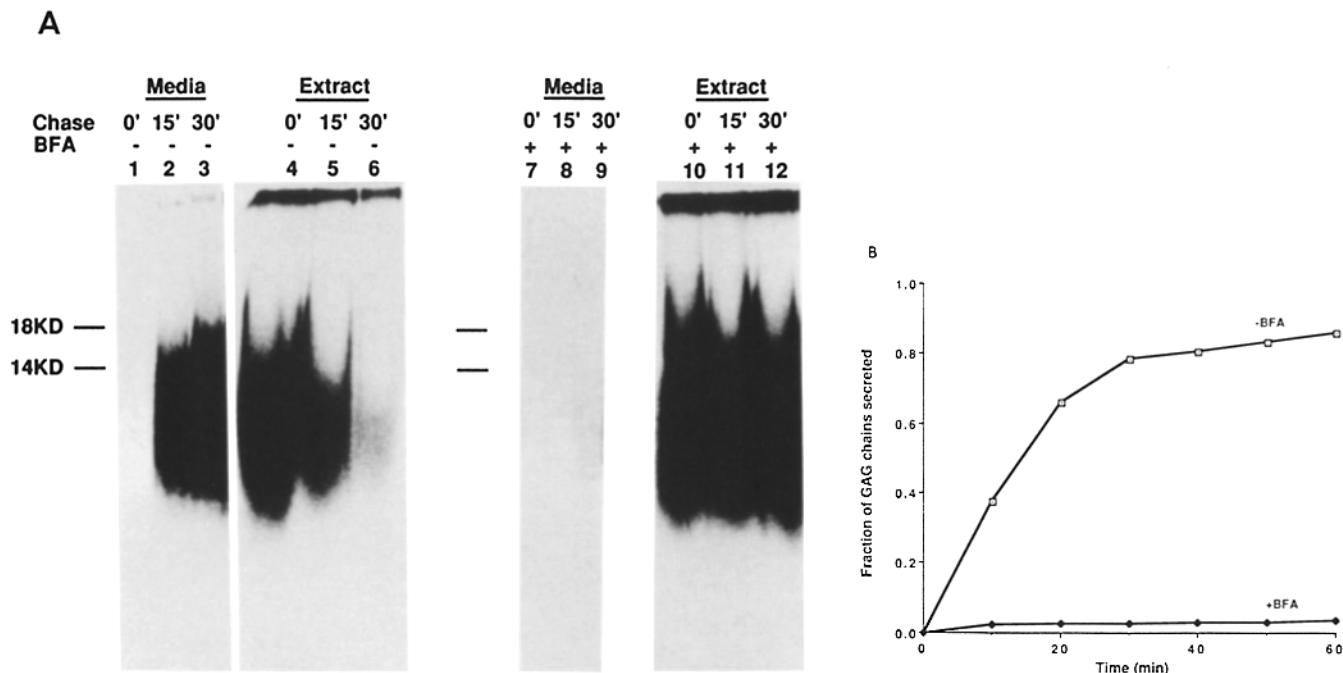 A
Media Extract
Chase 0' 15' 30' 0' 15' 30'
BFA - - - - - -
1 2 3 4 5 6
Media Extract
0' 15' 30' 0' 15' 30'
+ + + + + +
7 8 9 10 11 12
18KD
14KD
B
Fraction of GAG chains secreted
1.0
0.8
0.6
0.4
0.2
0.0
-BFA
+BFA
0 20 40 60
Time (min)